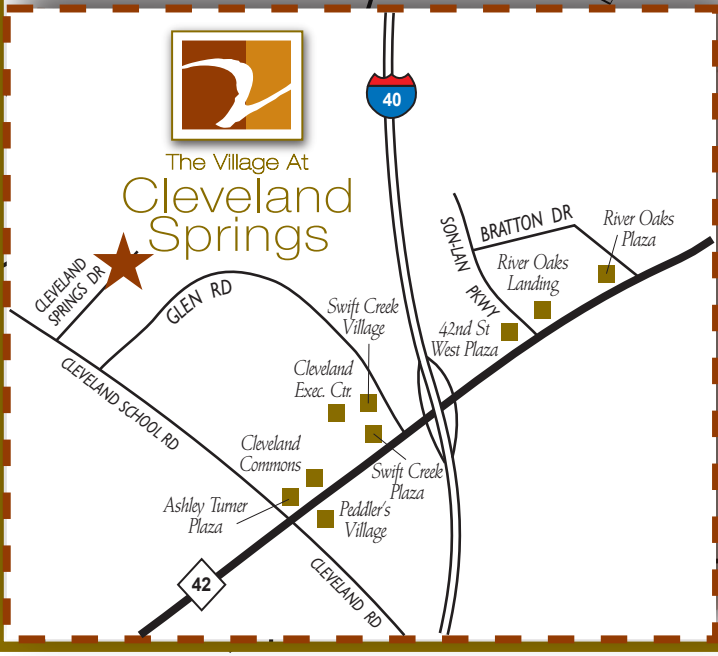 40
The Village At
Cleveland
Springs
CLEVELAND
SPRINGS DR
GLEN RD
SON-LAN PKWY
BRATTON DR
River Oaks
Plaza
River Oaks
Landing
42nd St
West Plaza
Swift Creek
Village
Cleveland
Exec. Ctr.
CLEVELAND SCHOOL RD
Cleveland
Commons
Swift Creek
Plaza
Ashley Turner
Plaza
Peddler's
Village
42
CLEVELAND RD